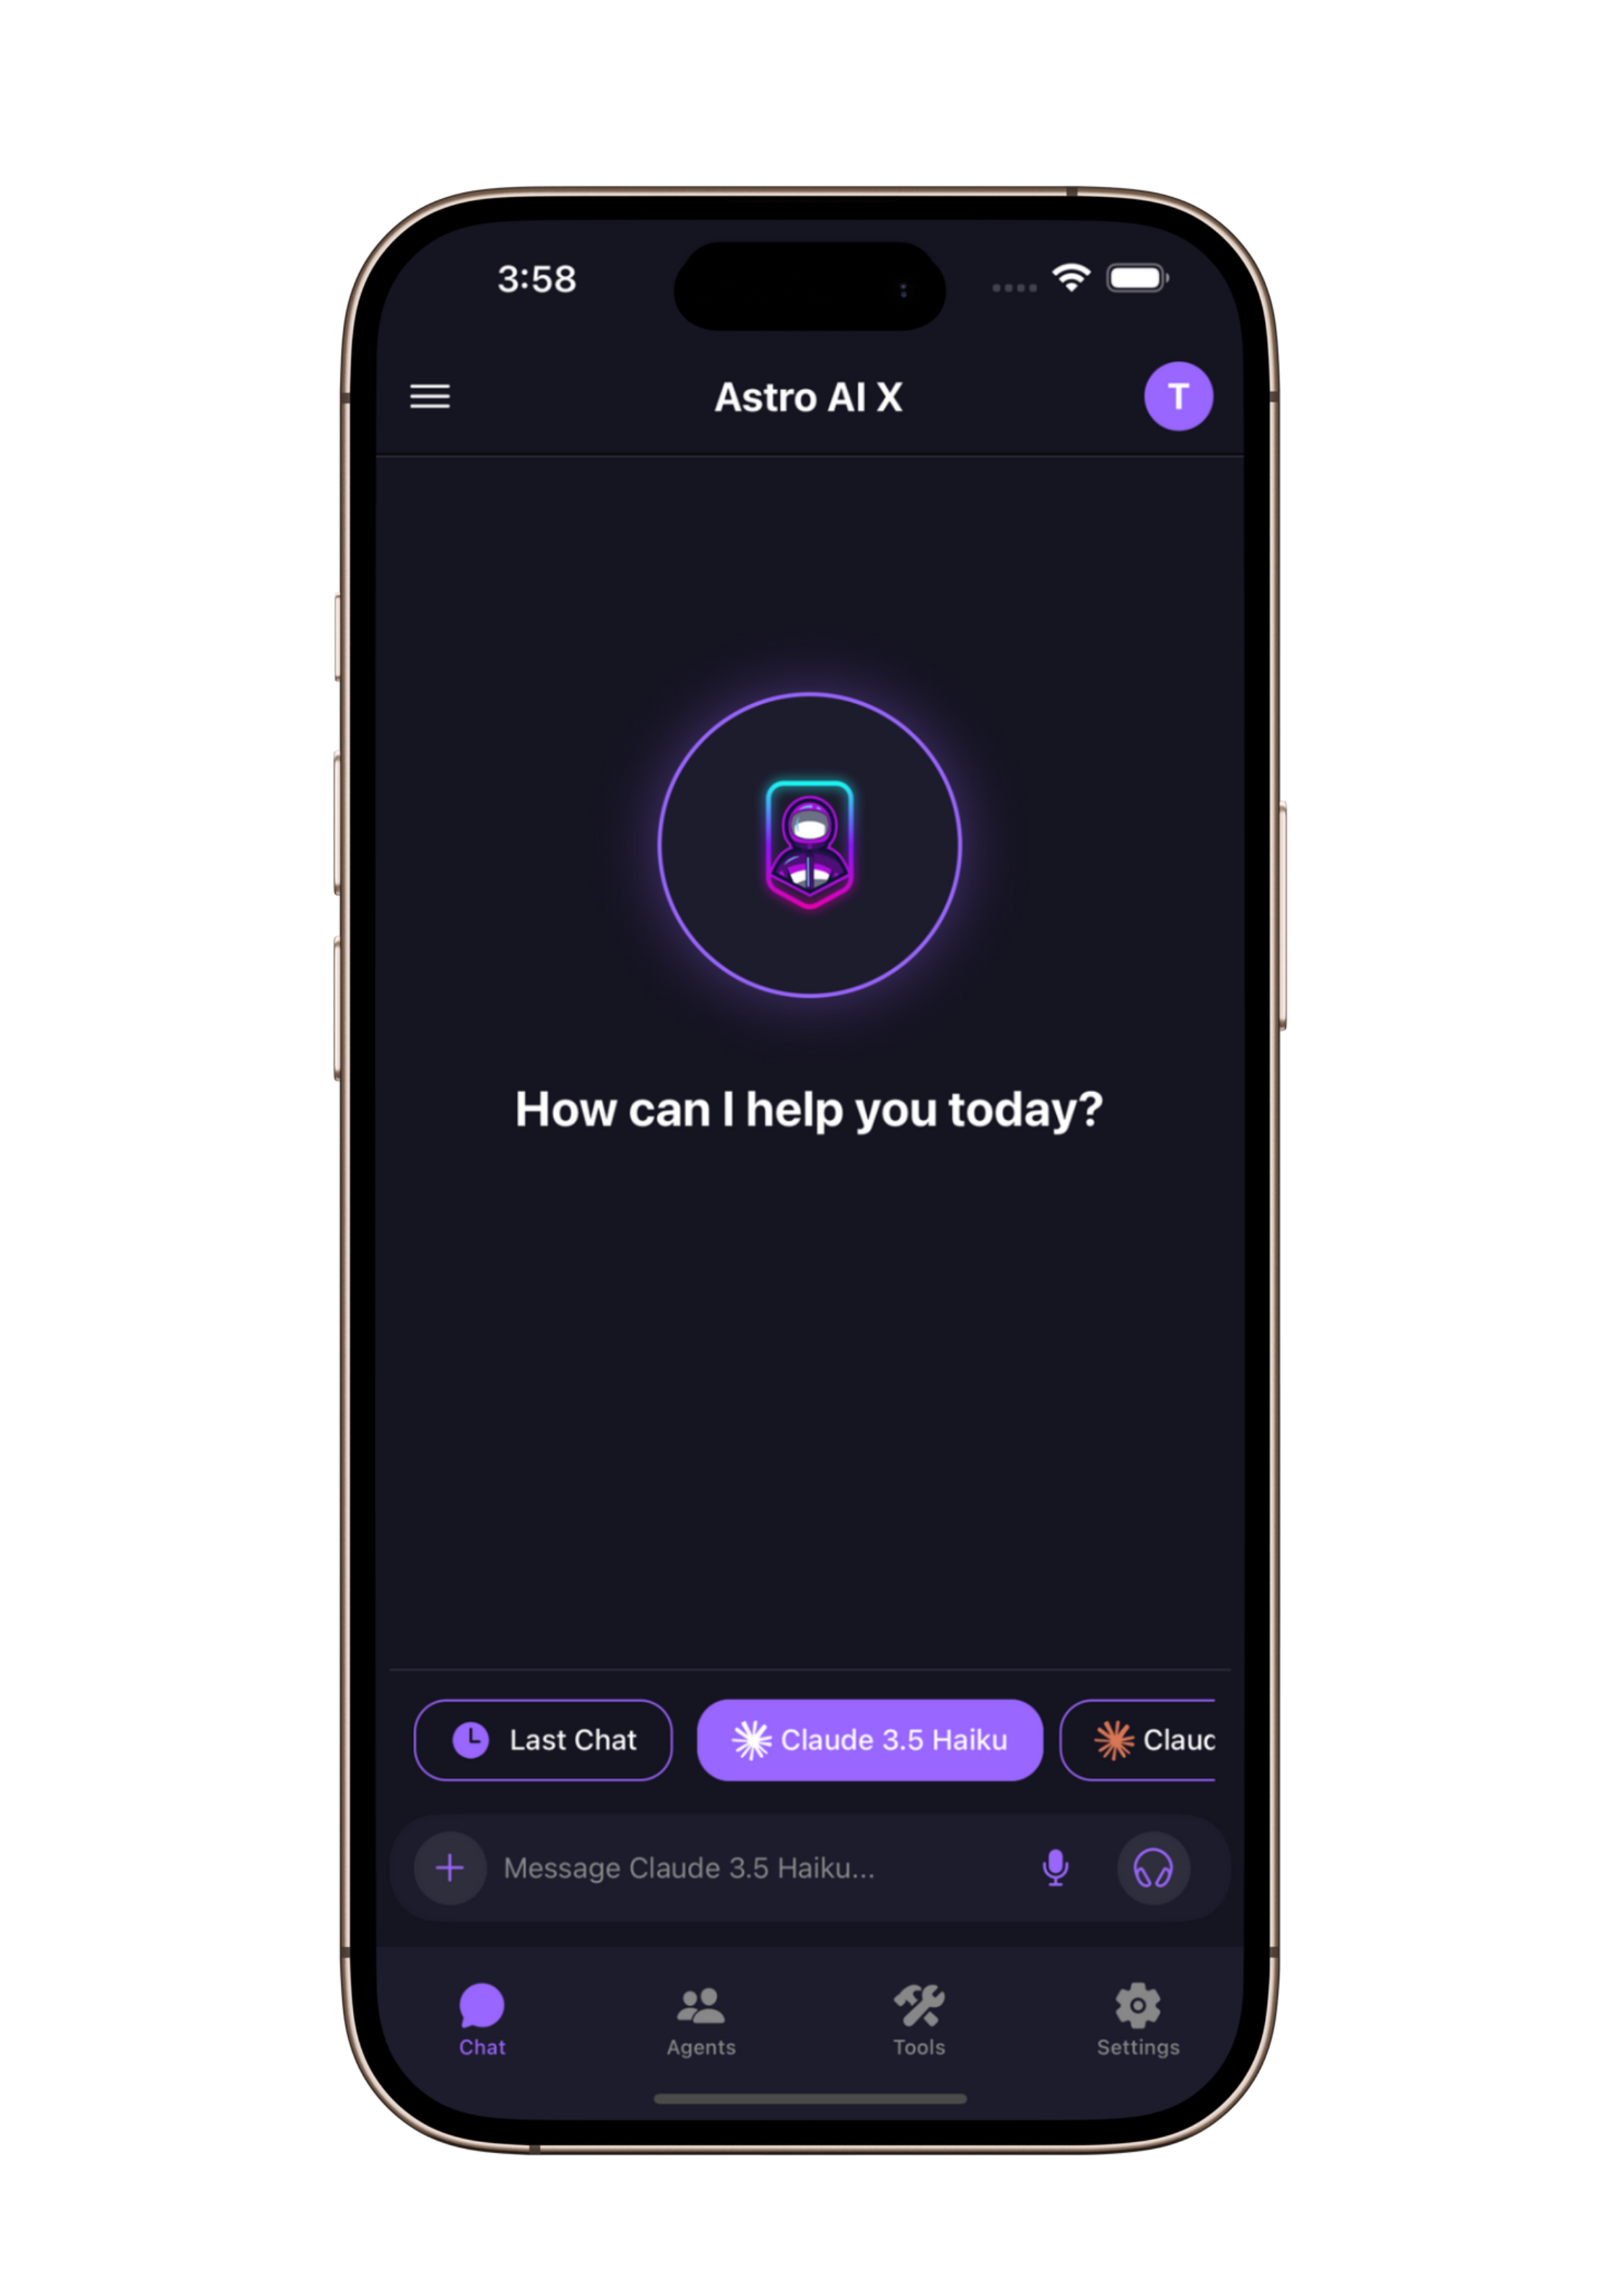 3:58
Astro AI X
T
How can I help you today?
Last Chat
Claude 3.5 Haiku
Claud
Message Claude 3.5 Haiku...
Chat
Agents
Tools
Settings